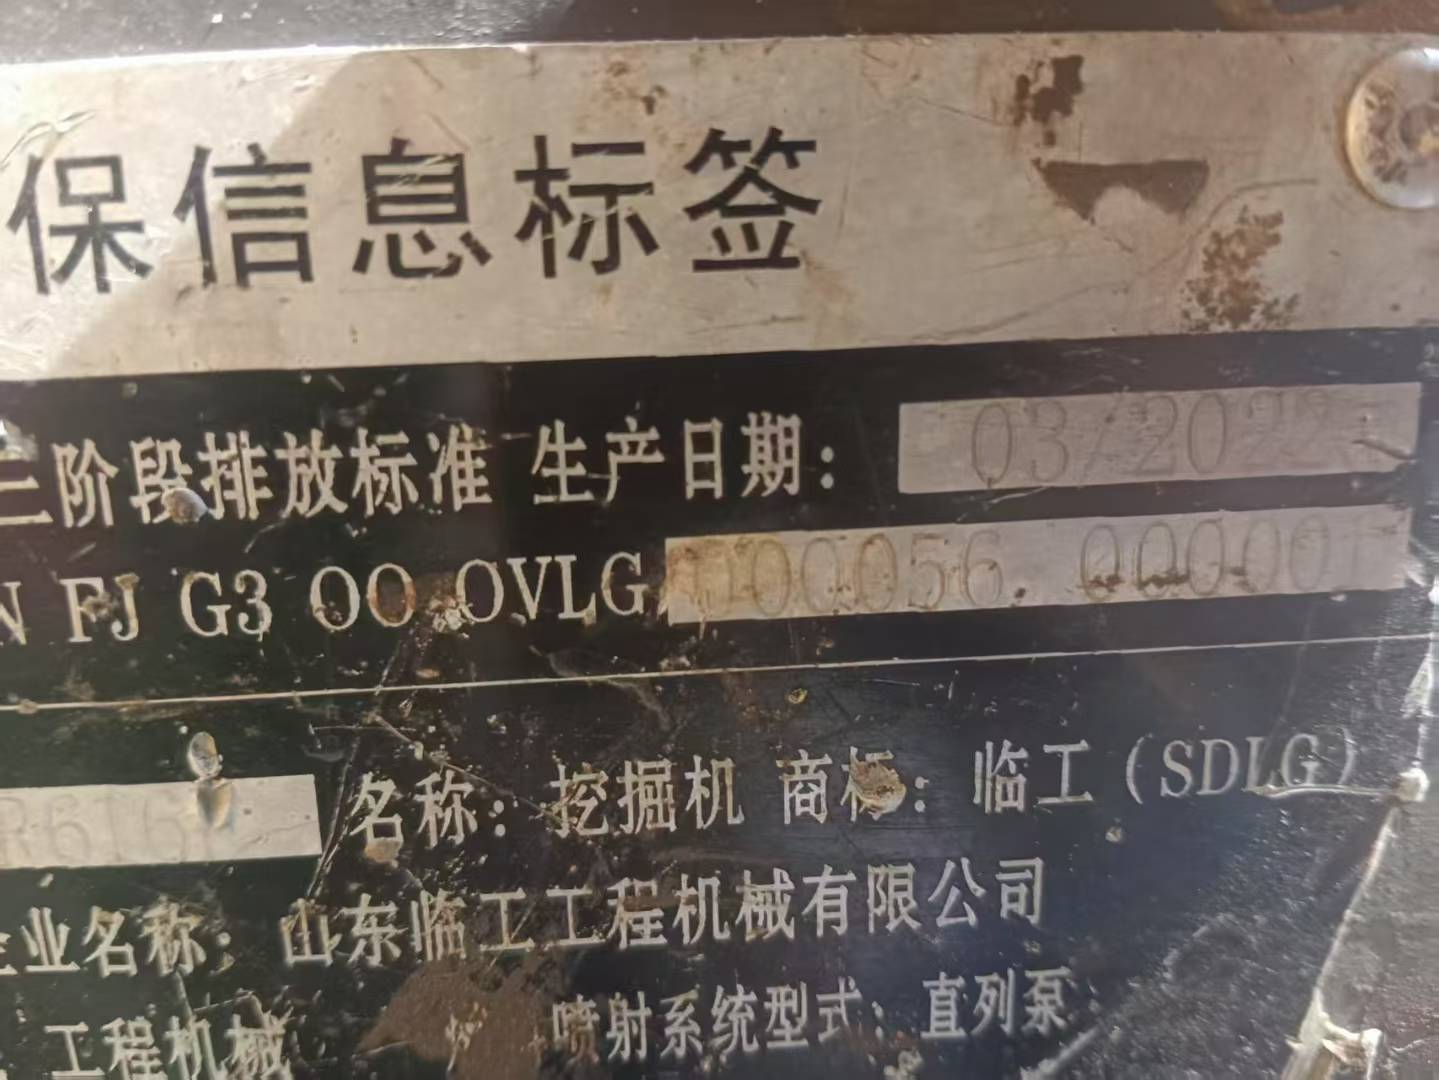 保信息标签
三阶段排放标准 生产日期: 03/2022
FJ G3 OO OOVLG 00056 000001
名称: 挖掘机 商标: 临工(SDLG)
企业名称: 山东临工工程机械有限公司
工程机械 喷射系统型式: 直列泵